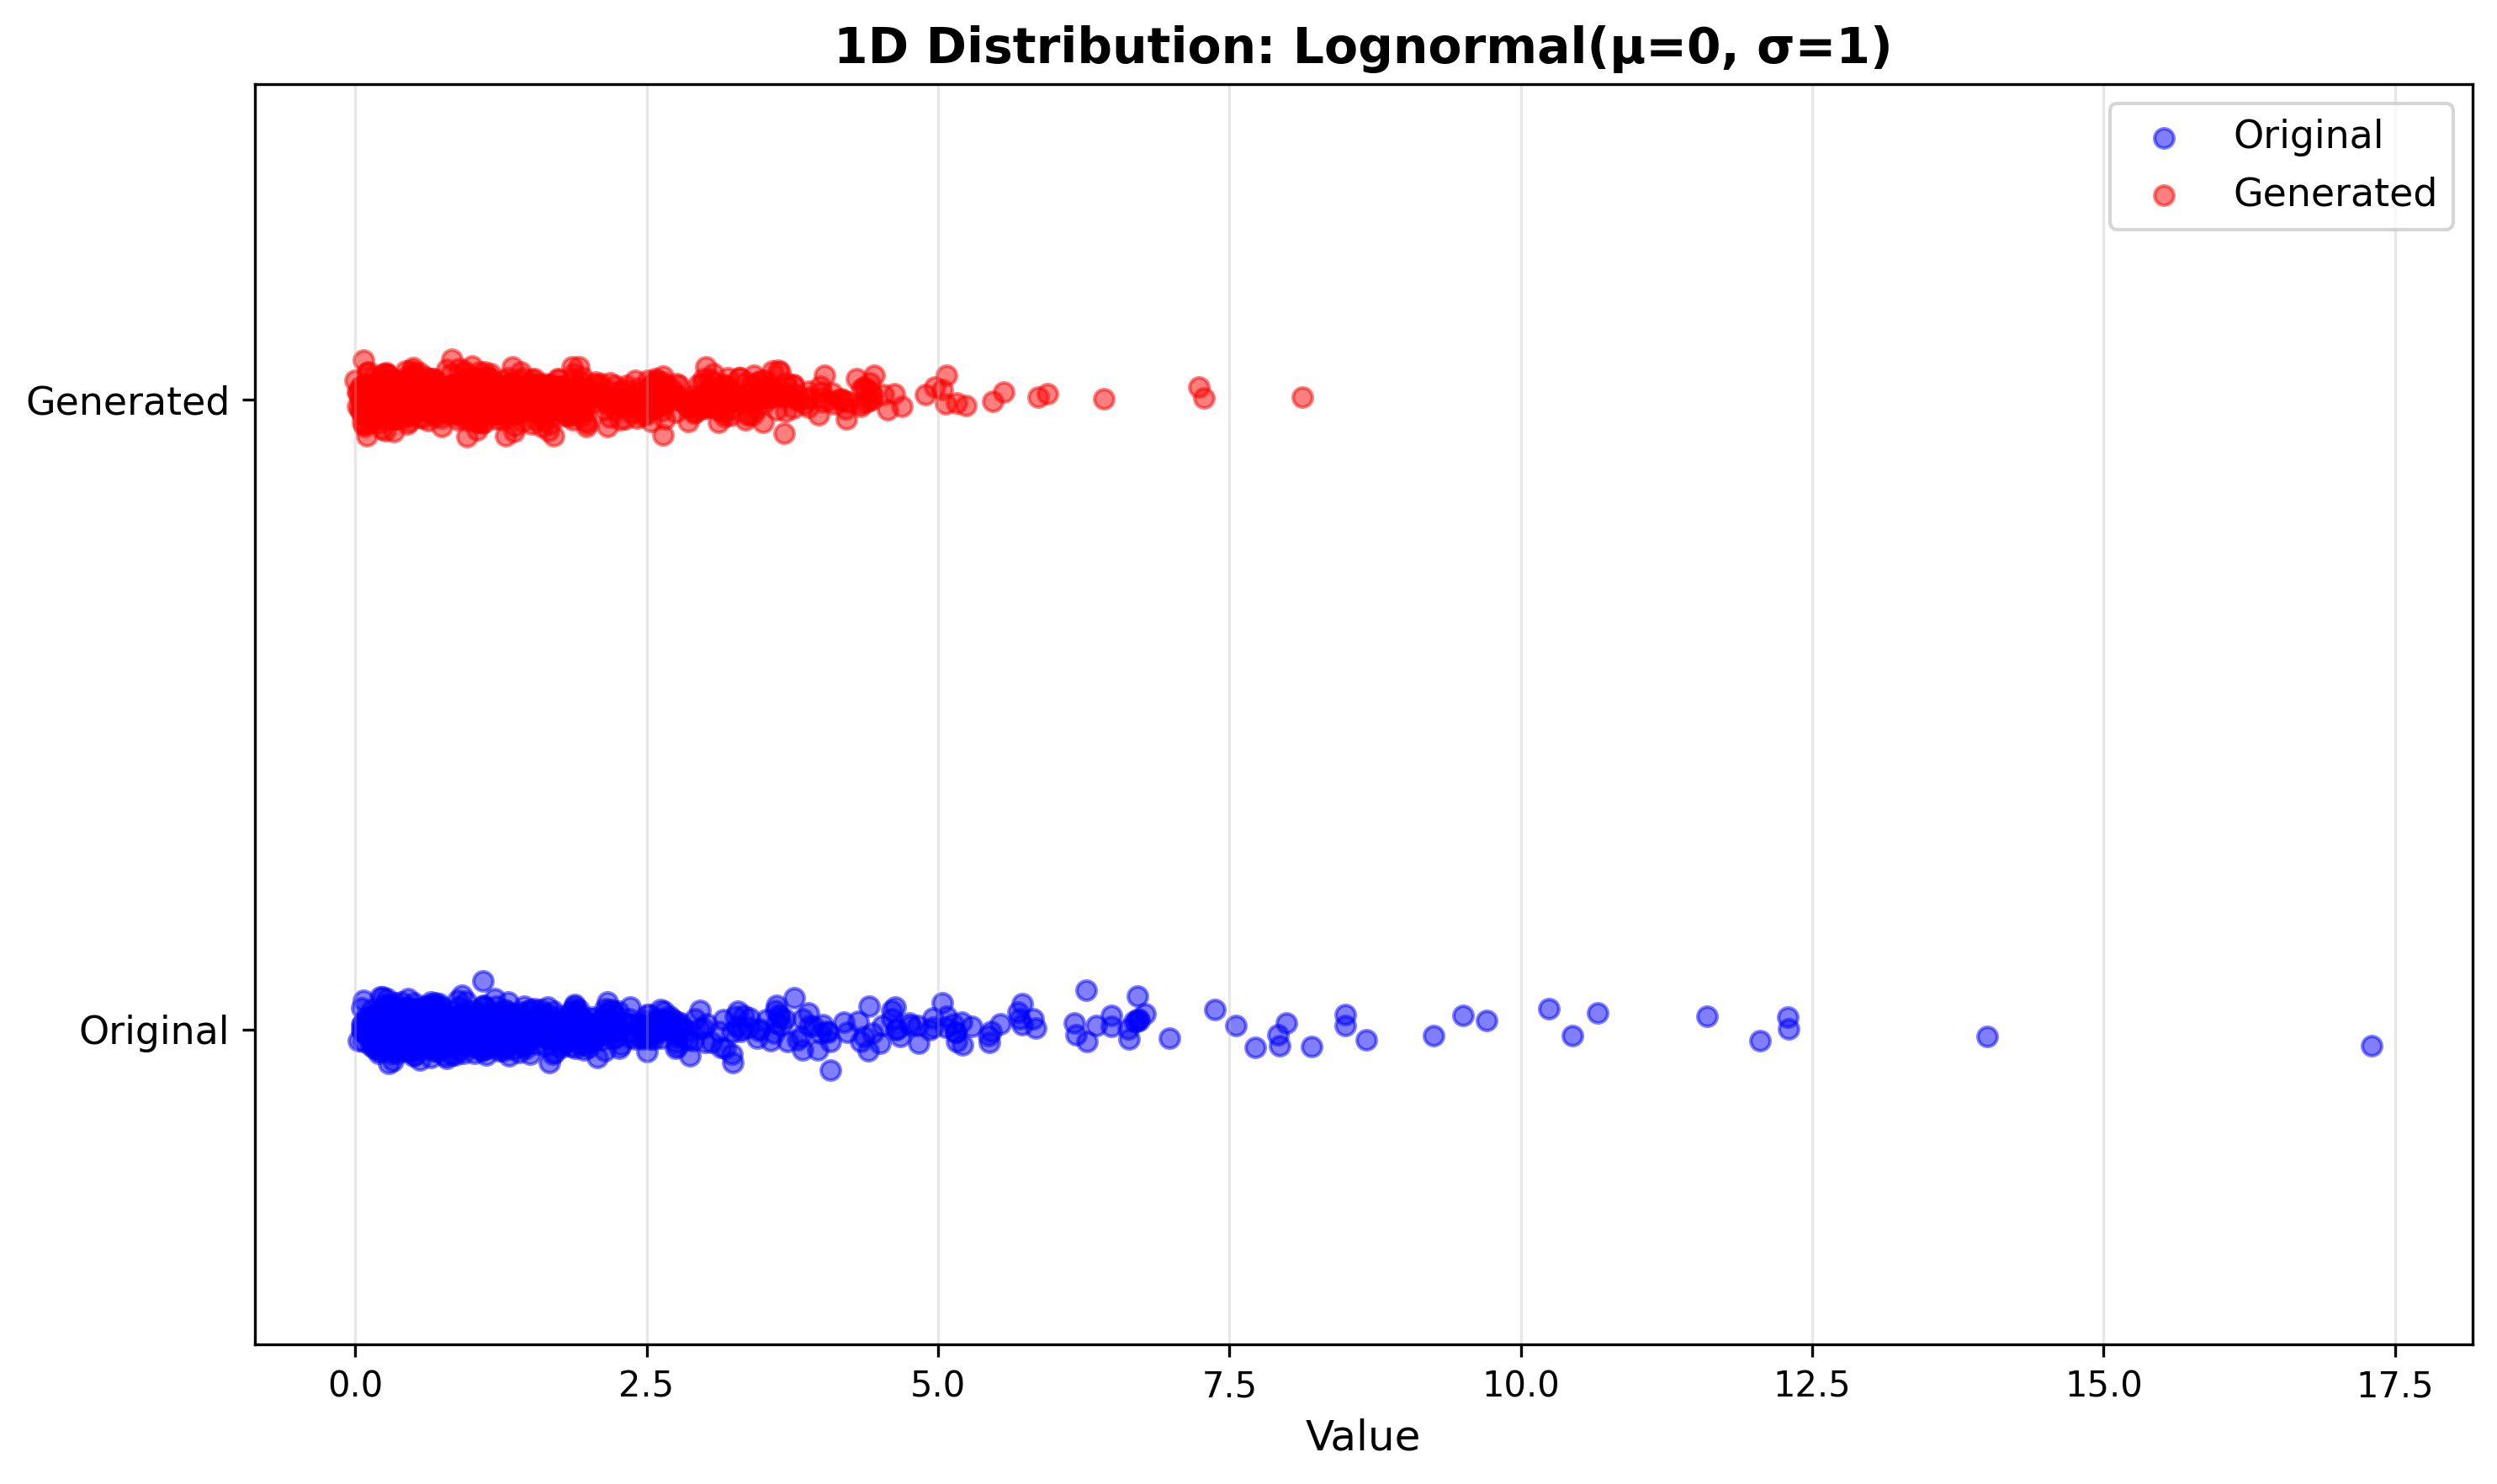 1D Distribution: Lognormal(μ=0, σ=1)
Original
Generated
Generated
Original
0.0 2.5 5.0 7.5 10.0 12.5 15.0 17.5
Value